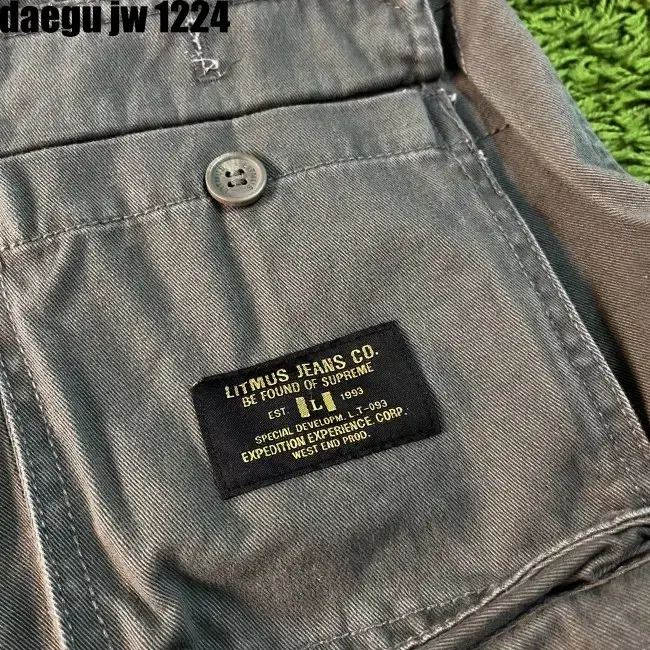 daegu jw 1224
LITMUS JEANS CO.
BE FOUND OF SUPREME
EST. L 1993
SPECIAL DEVELOPM. L.T-093
EXPEDITION EXPERIENCE. CORP.
WEST END PROD.